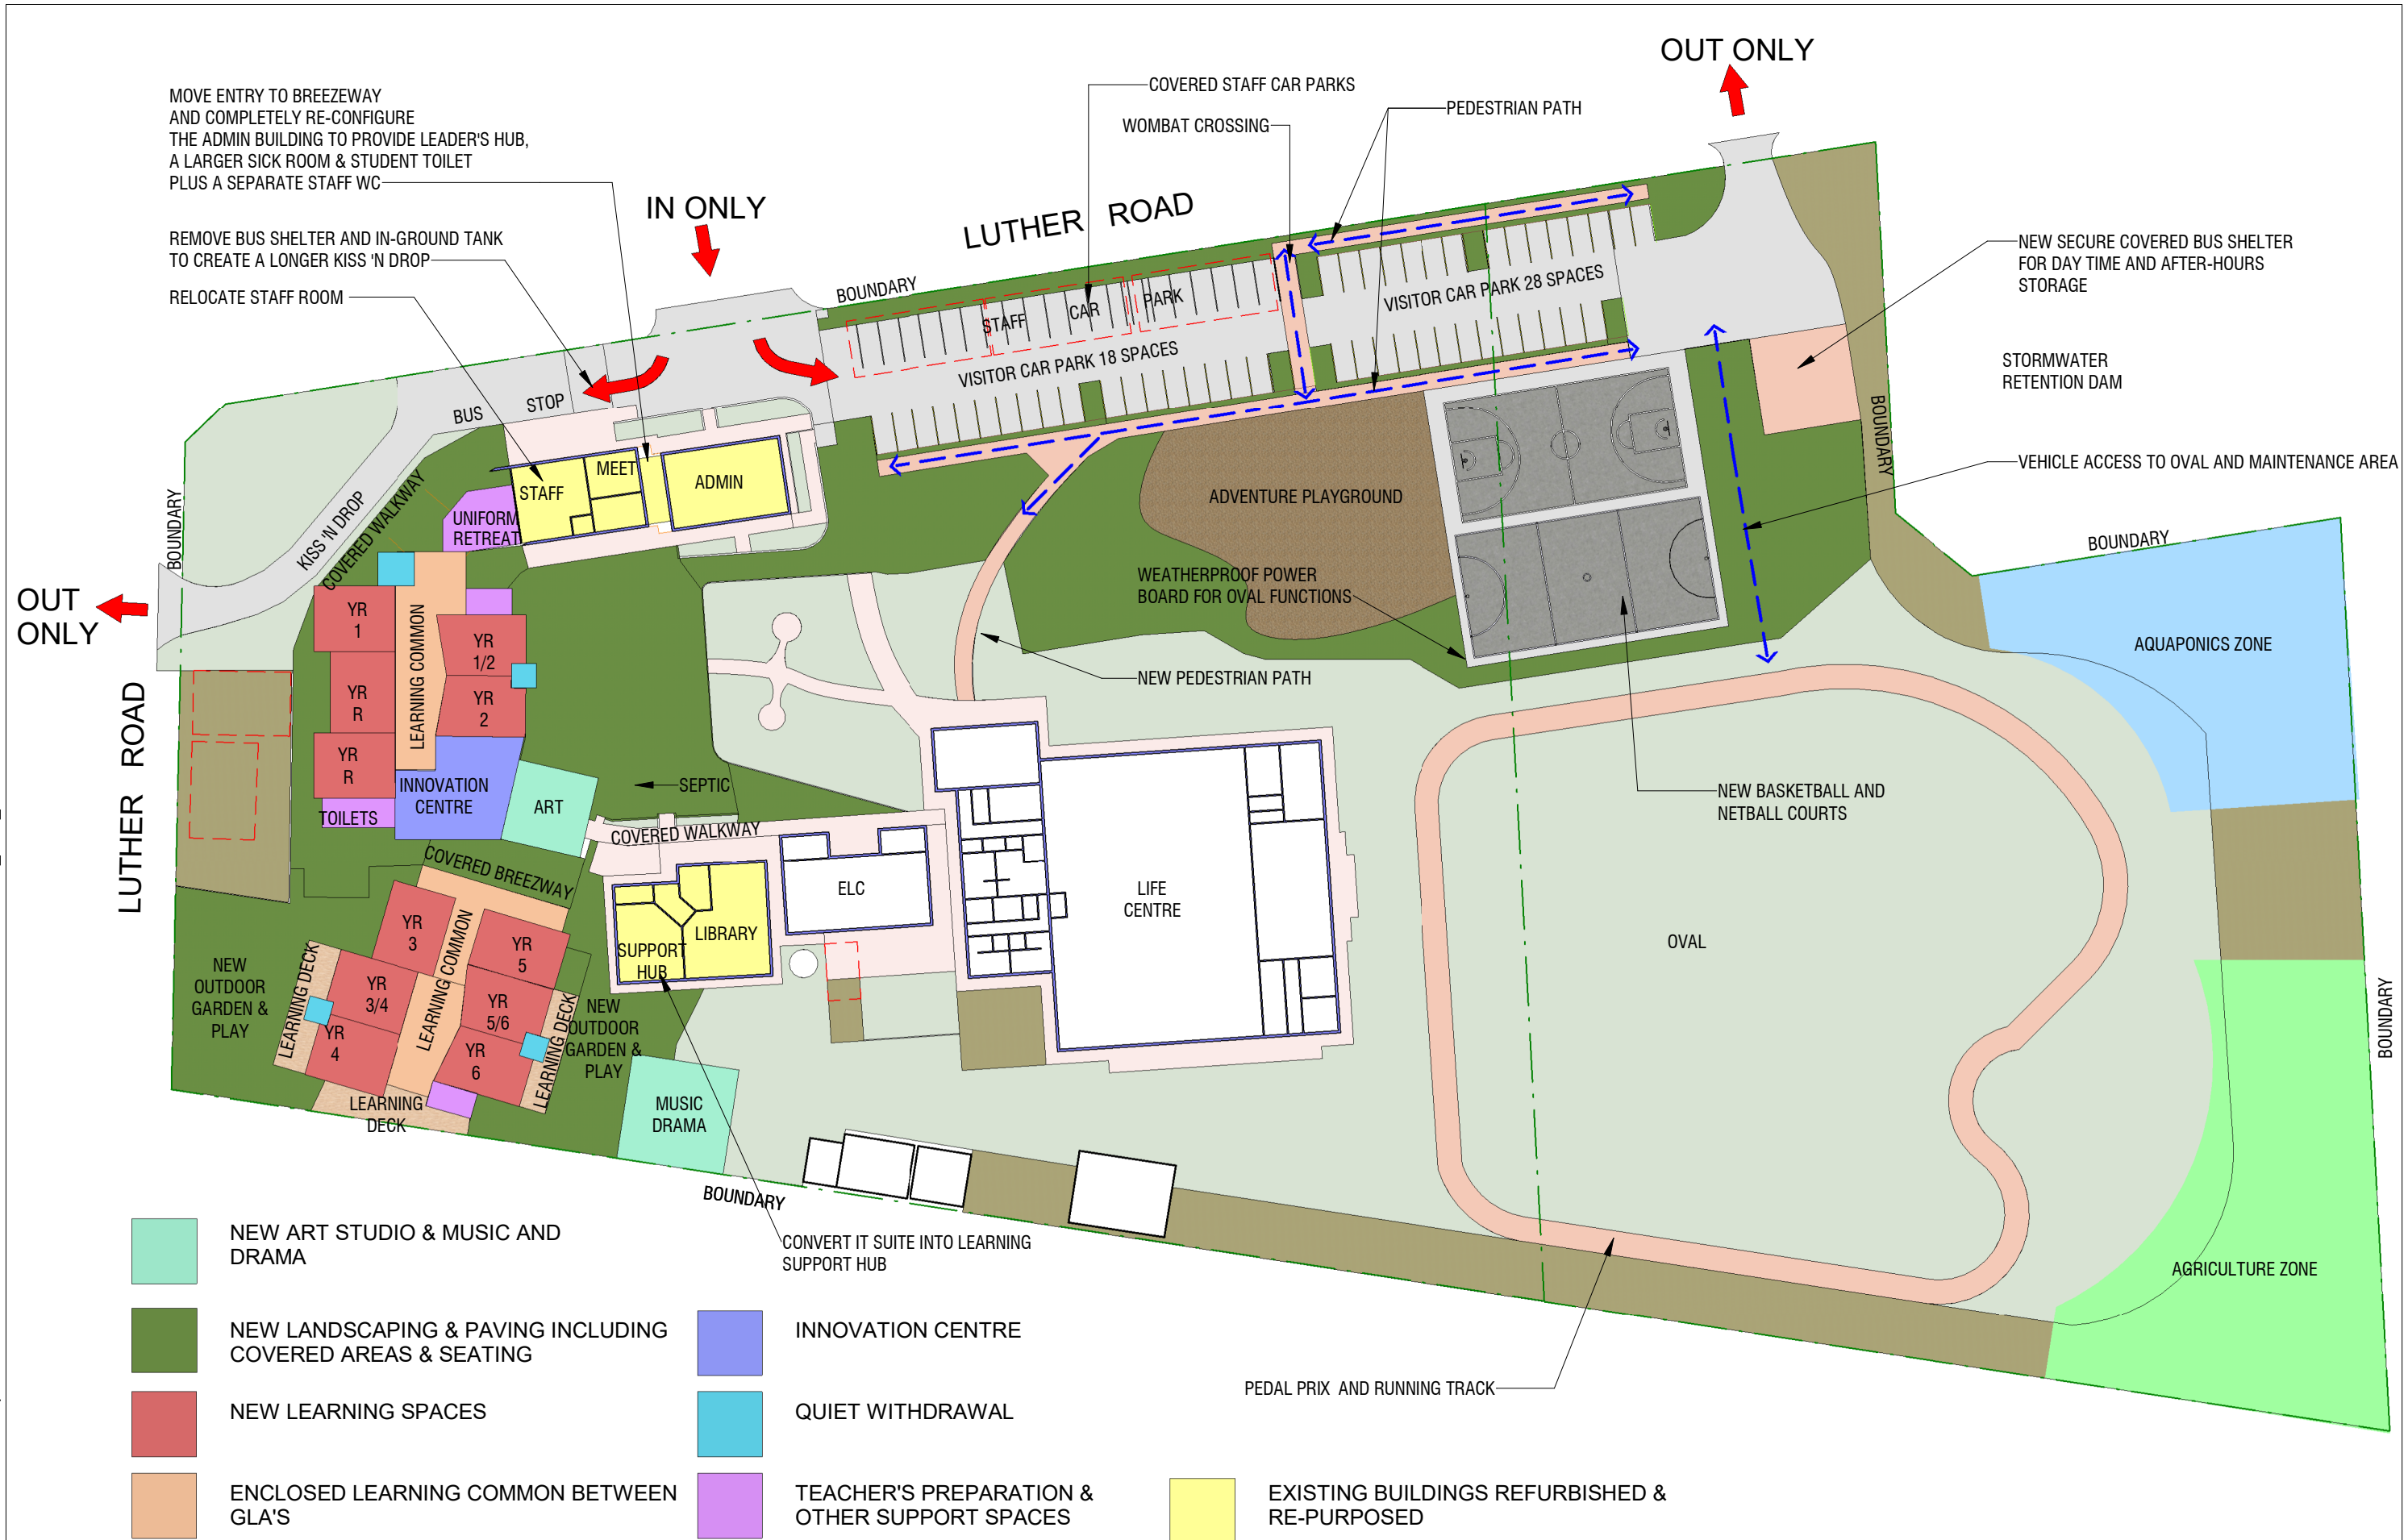 OUT ONLY
MOVE ENTRY TO BREEZEWAY
AND COMPLETELY RE-CONFIGURE
THE ADMIN BUILDING TO PROVIDE LEADER'S HUB,
A LARGER SICK ROOM & STUDENT TOILET
PLUS A SEPARATE STAFF WC
REMOVE BUS SHELTER AND IN-GROUND TANK
TO CREATE A LONGER KISS 'N DROP
RELOCATE STAFF ROOM
IN ONLY
COVERED STAFF CAR PARKS
WOMBAT CROSSING
PEDESTRIAN PATH
LUTHER ROAD
BOUNDARY
STAFF CAR PARK
VISITOR CAR PARK 18 SPACES
VISITOR CAR PARK 28 SPACES
NEW SECURE COVERED BUS SHELTER
FOR DAY TIME AND AFTER-HOURS
STORAGE
STORMWATER
RETENTION DAM
BOUNDARY
VEHICLE ACCESS TO OVAL AND MAINTENANCE AREA
BOUNDARY
BUS STOP
KISS 'N DROP
COVERED WALKWAY
BOUNDARY
OUT
ONLY
LUTHER ROAD
STAFF
MEET
ADMIN
UNIFORM
RETREAT
ADVENTURE PLAYGROUND
WEATHERPROOF POWER
BOARD FOR OVAL FUNCTIONS
NEW PEDESTRIAN PATH
NEW BASKETBALL AND
NETBALL COURTS
AQUAPONICS ZONE
YR
1
YR
R
YR
R
LEARNING COMMON
YR
1/2
YR
2
TOILETS
INNOVATION
CENTRE
ART
SEPTIC
COVERED WALKWAY
COVERED BREEZWAY
ELC
LIBRARY
SUPPORT
HUB
LIFE
CENTRE
OVAL
NEW
OUTDOOR
GARDEN &
PLAY
LEARNING DECK
YR
3
YR
3/4
YR
4
LEARNING COMMON
LEARNING COMMON
YR
5
YR
5/6
YR
6
LEARNING DECK
LEARNING
DECK
NEW
OUTDOOR
GARDEN &
PLAY
MUSIC
DRAMA
BOUNDARY
BOUNDARY
CONVERT IT SUITE INTO LEARNING
SUPPORT HUB
AGRICULTURE ZONE
PEDAL PRIX AND RUNNING TRACK
NEW ART STUDIO & MUSIC AND
DRAMA
NEW LANDSCAPING & PAVING INCLUDING
COVERED AREAS & SEATING
NEW LEARNING SPACES
ENCLOSED LEARNING COMMON BETWEEN
GLA'S
INNOVATION CENTRE
QUIET WITHDRAWAL
TEACHER'S PREPARATION &
OTHER SUPPORT SPACES
EXISTING BUILDINGS REFURBISHED &
RE-PURPOSED